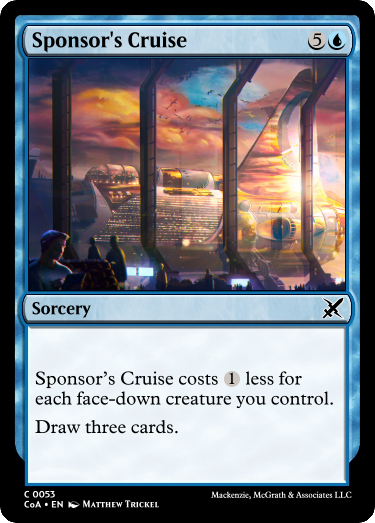 Sponsor's Cruise 5
Sorcery
Sponsor's Cruise costs 1 less for
each face-down creature you control.
Draw three cards.
C 0053
CoA • EN Matthew Trickel
Mackenzie, McGrath & Associates LLC